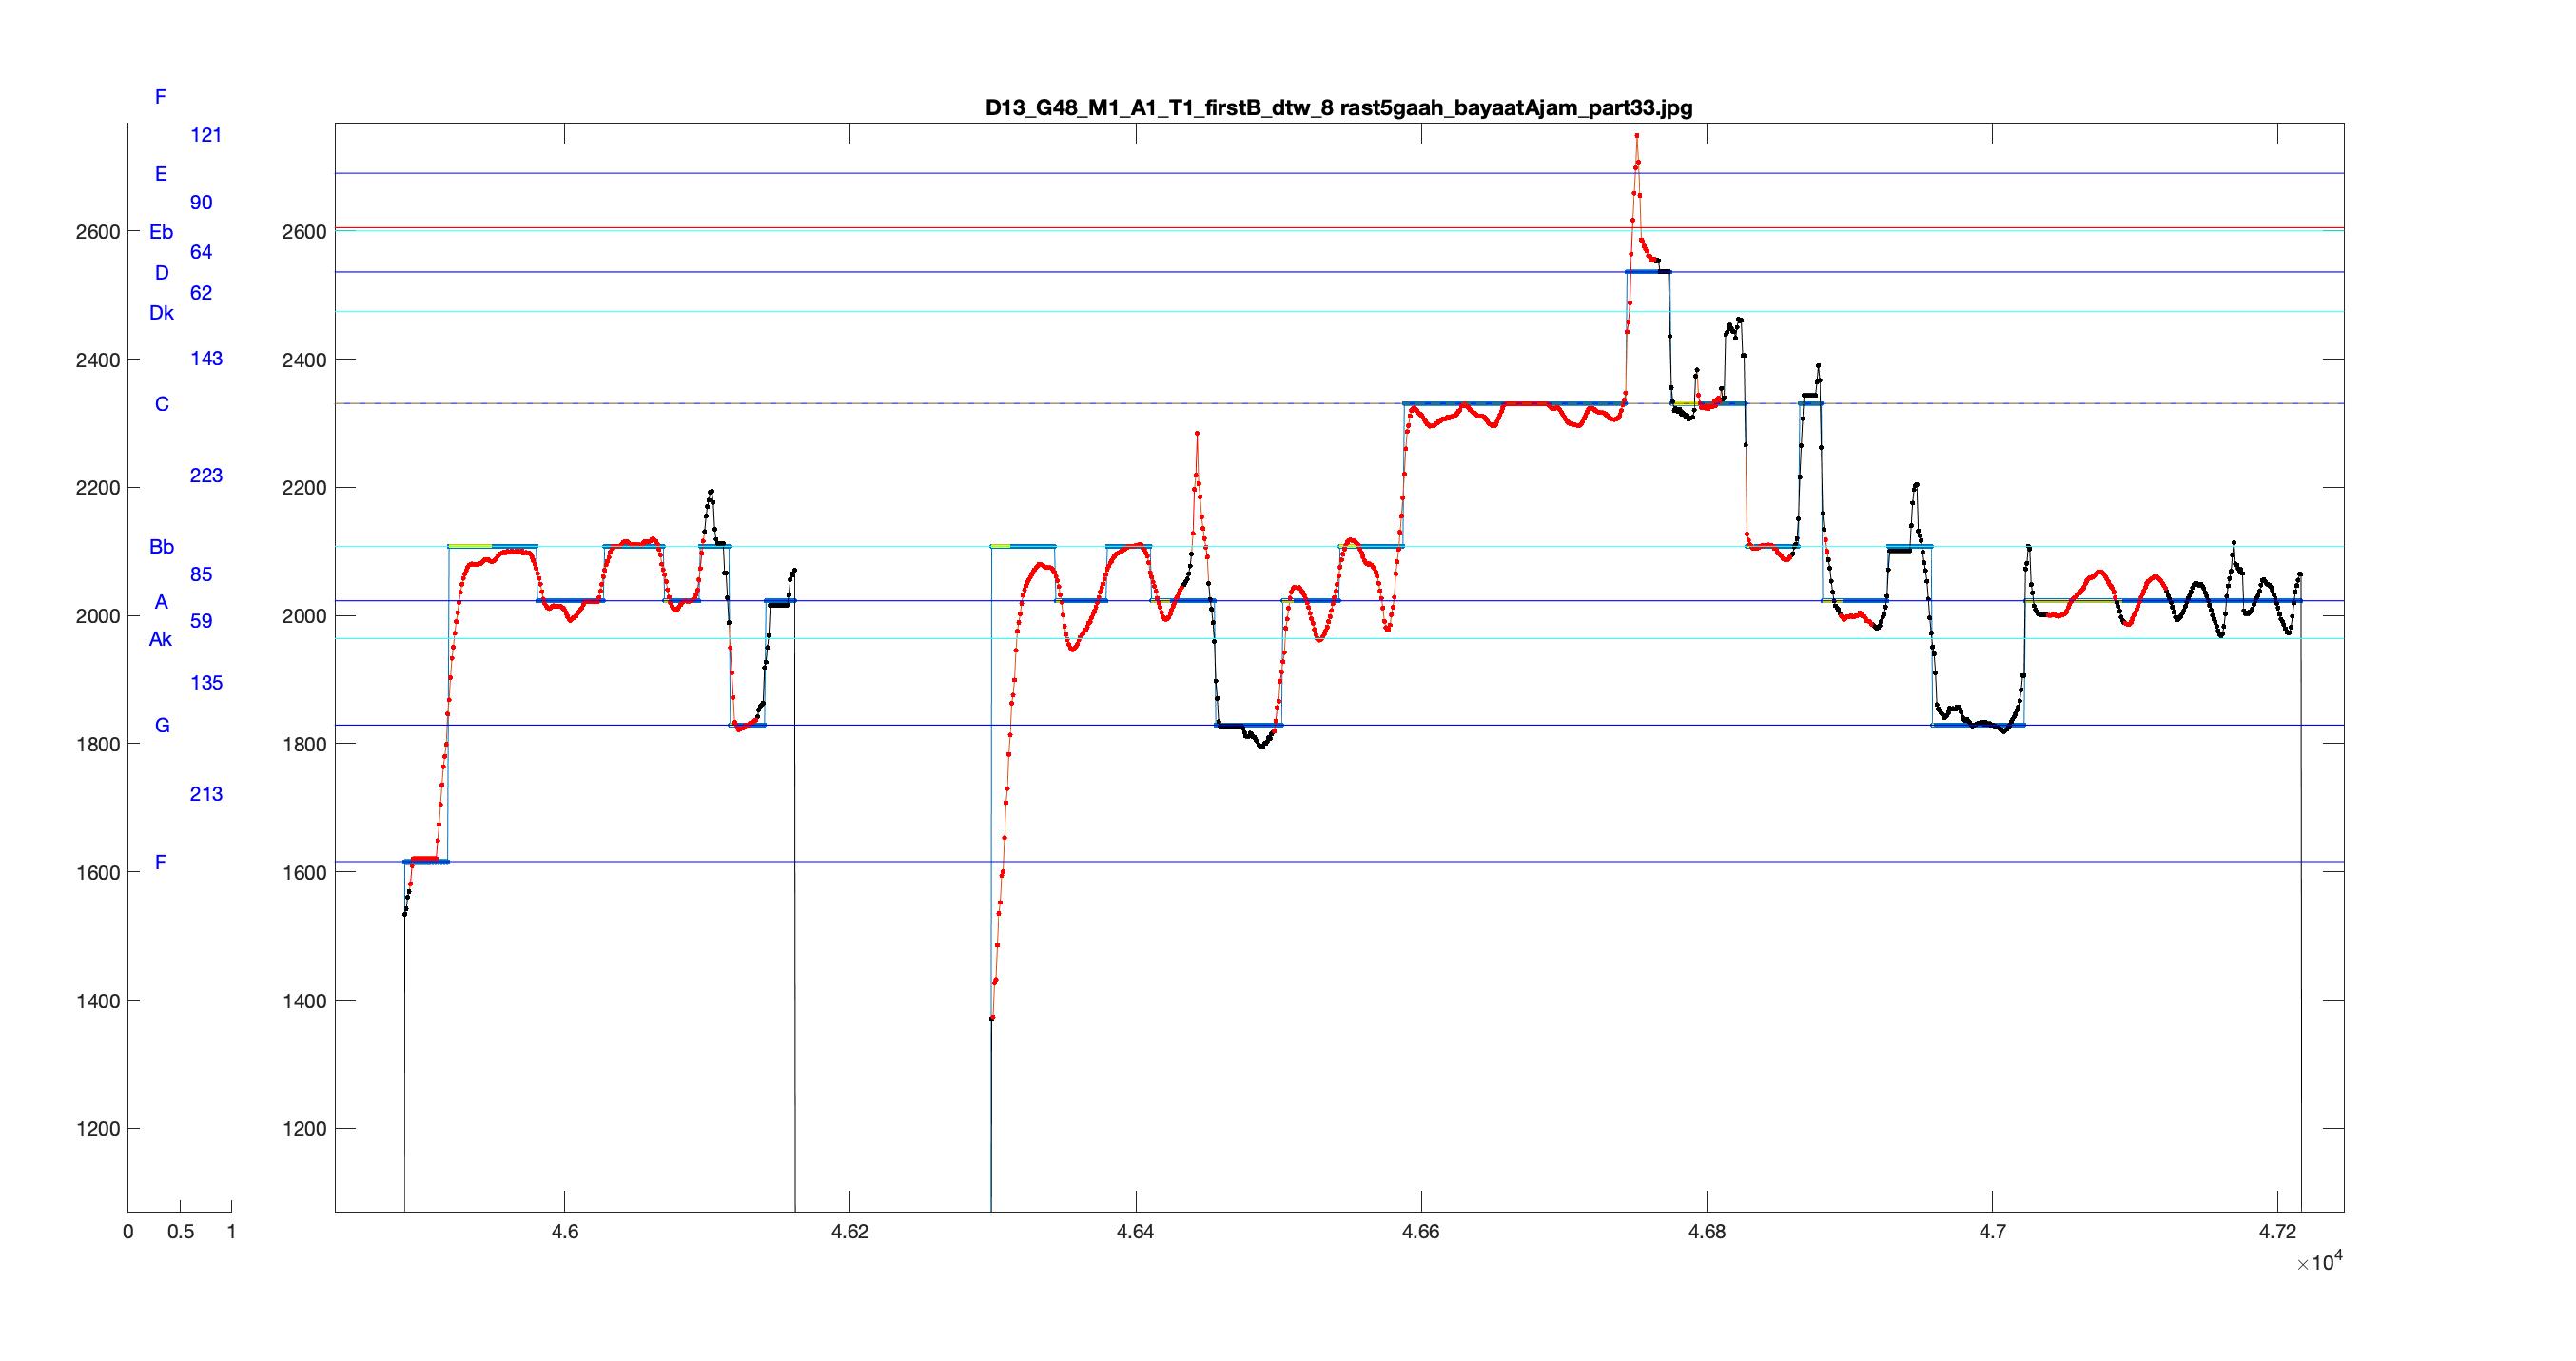 D13_G48_M1_A1_T1_firstB_dtw_8 rast5gaah_bayaatAjam_part33.jpg
F
121
E
90
2600 Eb 2600
64
D
62
Dk
2400 143 2400
C
223
2200 2200
Bb
85
A
2000 59 2000
Ak
135
G
1800 1800
213
F
1600 1600
1400 1400
1200 1200
0 0.5 1 4.6 4.62 4.64 4.66 4.68 4.7 4.72
×10⁴